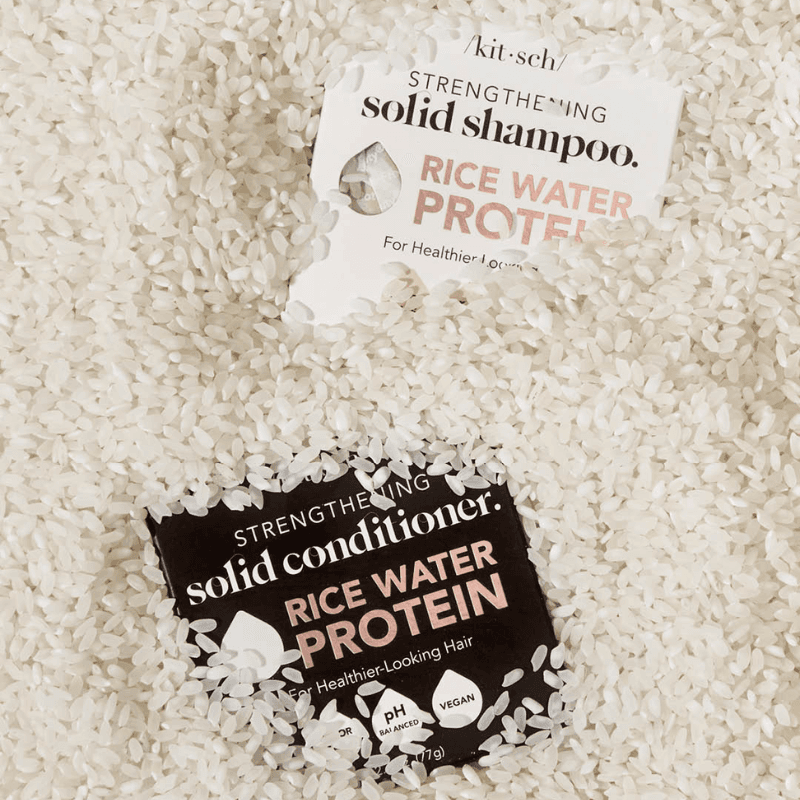 /kit·sch/
STRENGTHENING
solid shampoo.
RICE WATER
For Healthier
STRENGTHENING
solid conditioner.
RICE WATER
PROTEIN
For Healthier-Looking Hair
pH
BALANCED
VEGAN